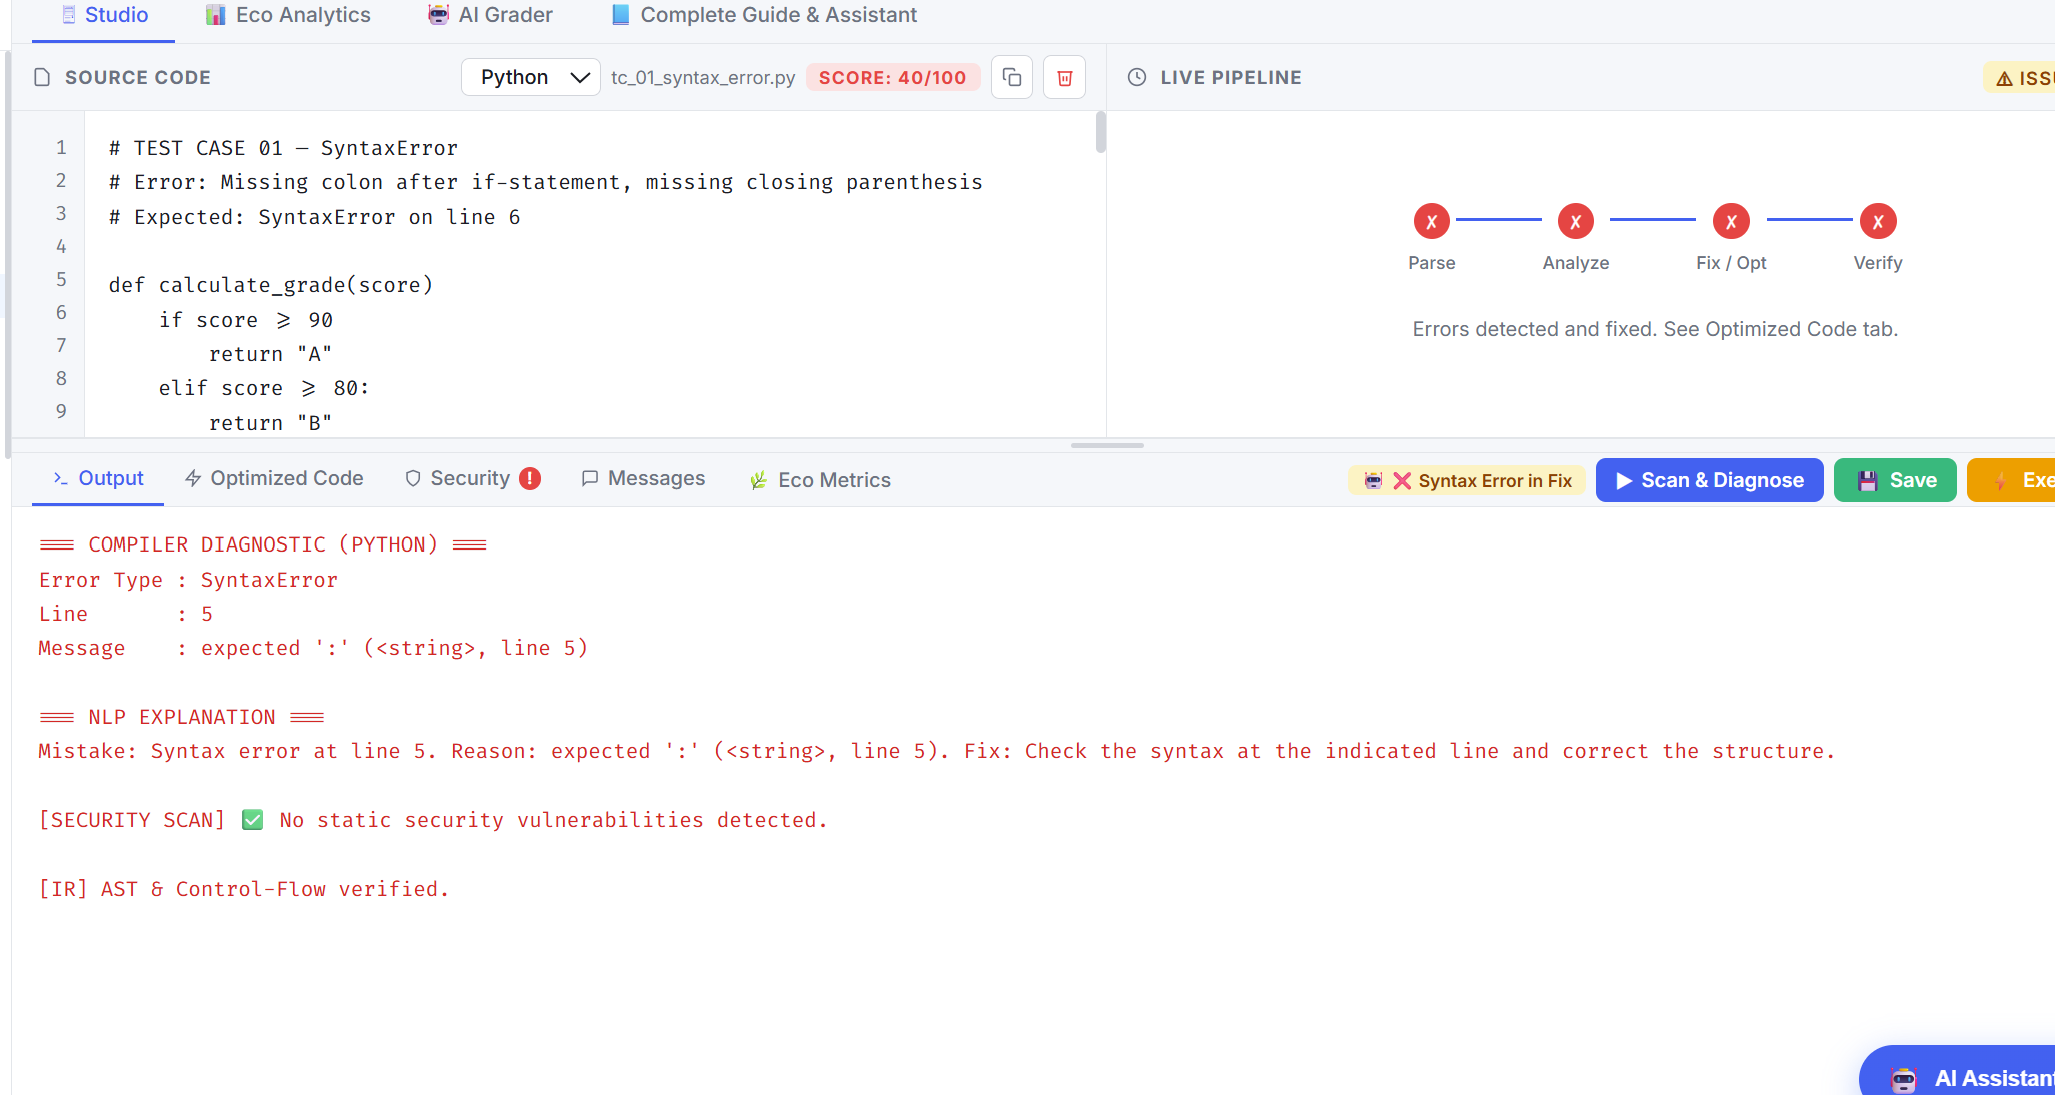 Studio Eco Analytics AI Grader Complete Guide & Assistant
SOURCE CODE Python tc_01_syntax_error.py SCORE: 40/100
LIVE PIPELINE
1 # TEST CASE 01 — SyntaxError
2 # Error: Missing colon after if-statement, missing closing parenthesis
3 # Expected: SyntaxError on line 6
4
5 def calculate_grade(score)
6 if score >= 90
7 return "A"
8 elif score >= 80:
9 return "B"
Parse Analyze Fix / Opt Verify
Errors detected and fixed. See Optimized Code tab.
Output Optimized Code Security ! Messages Eco Metrics
Syntax Error in Fix Scan & Diagnose Save
=== COMPILER DIAGNOSTIC (PYTHON) ===
Error Type : SyntaxError
Line : 5
Message : expected ':' (<string>, line 5)
=== NLP EXPLANATION ===
Mistake: Syntax error at line 5. Reason: expected ':' (<string>, line 5). Fix: Check the syntax at the indicated line and correct the structure.
[SECURITY SCAN] ✅ No static security vulnerabilities detected.
[IR] AST & Control-Flow verified.
AI Assistant